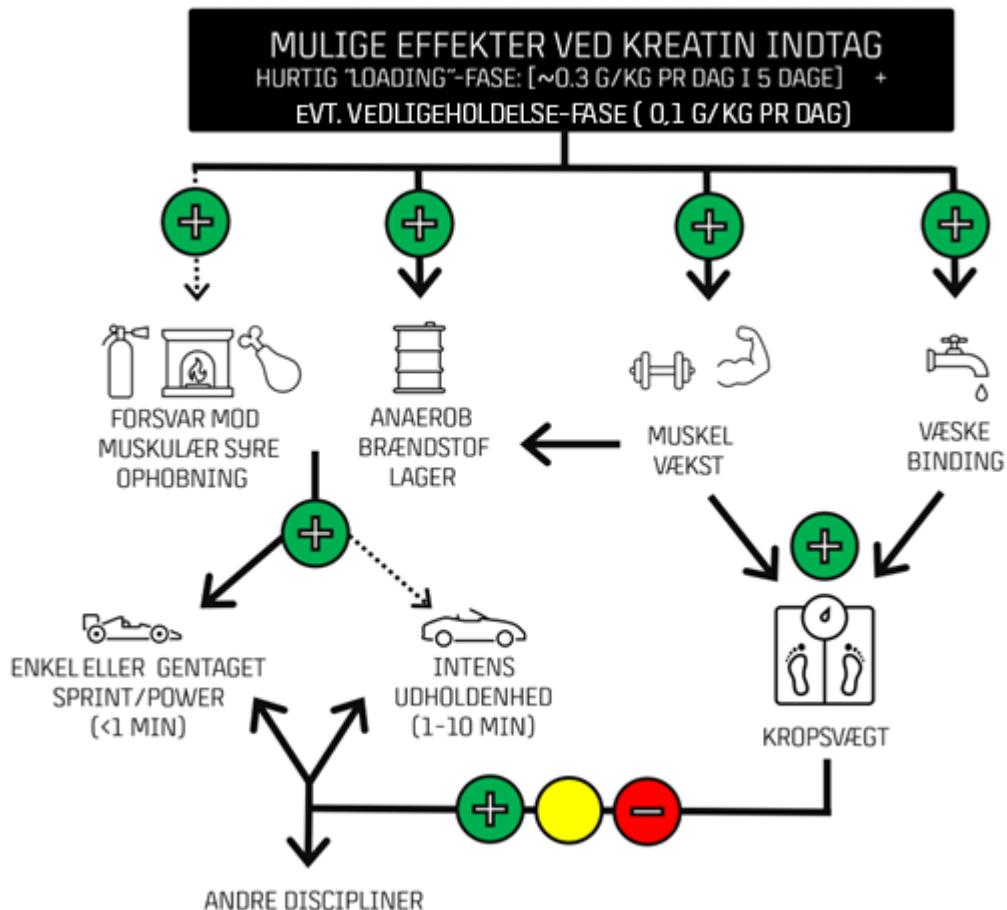 MULIGE EFFEKTER VED KREATIN INDTAG
HURTIG "LOADING"-FASE: [~0.3 G/KG PR DAG I 5 DAGE] +
EVT. VEDLIGEHOLDELSE-FASE ( 0,1 G/KG PR DAG)
FORSVAR MOD
MUSKULÆR SYRE
OPHOBNING
ANAEROB
BRÆNDSTOF
LAGER
MUSKEL
VÆKST
VÆSKE
BINDING
ENKEL ELLER GENTAGET
SPRINT/POWER
(<1 MIN)
INTENS
UDHOLDENHED
(1-10 MIN)
KROPSVÆGT
ANDRE DISCIPLINER